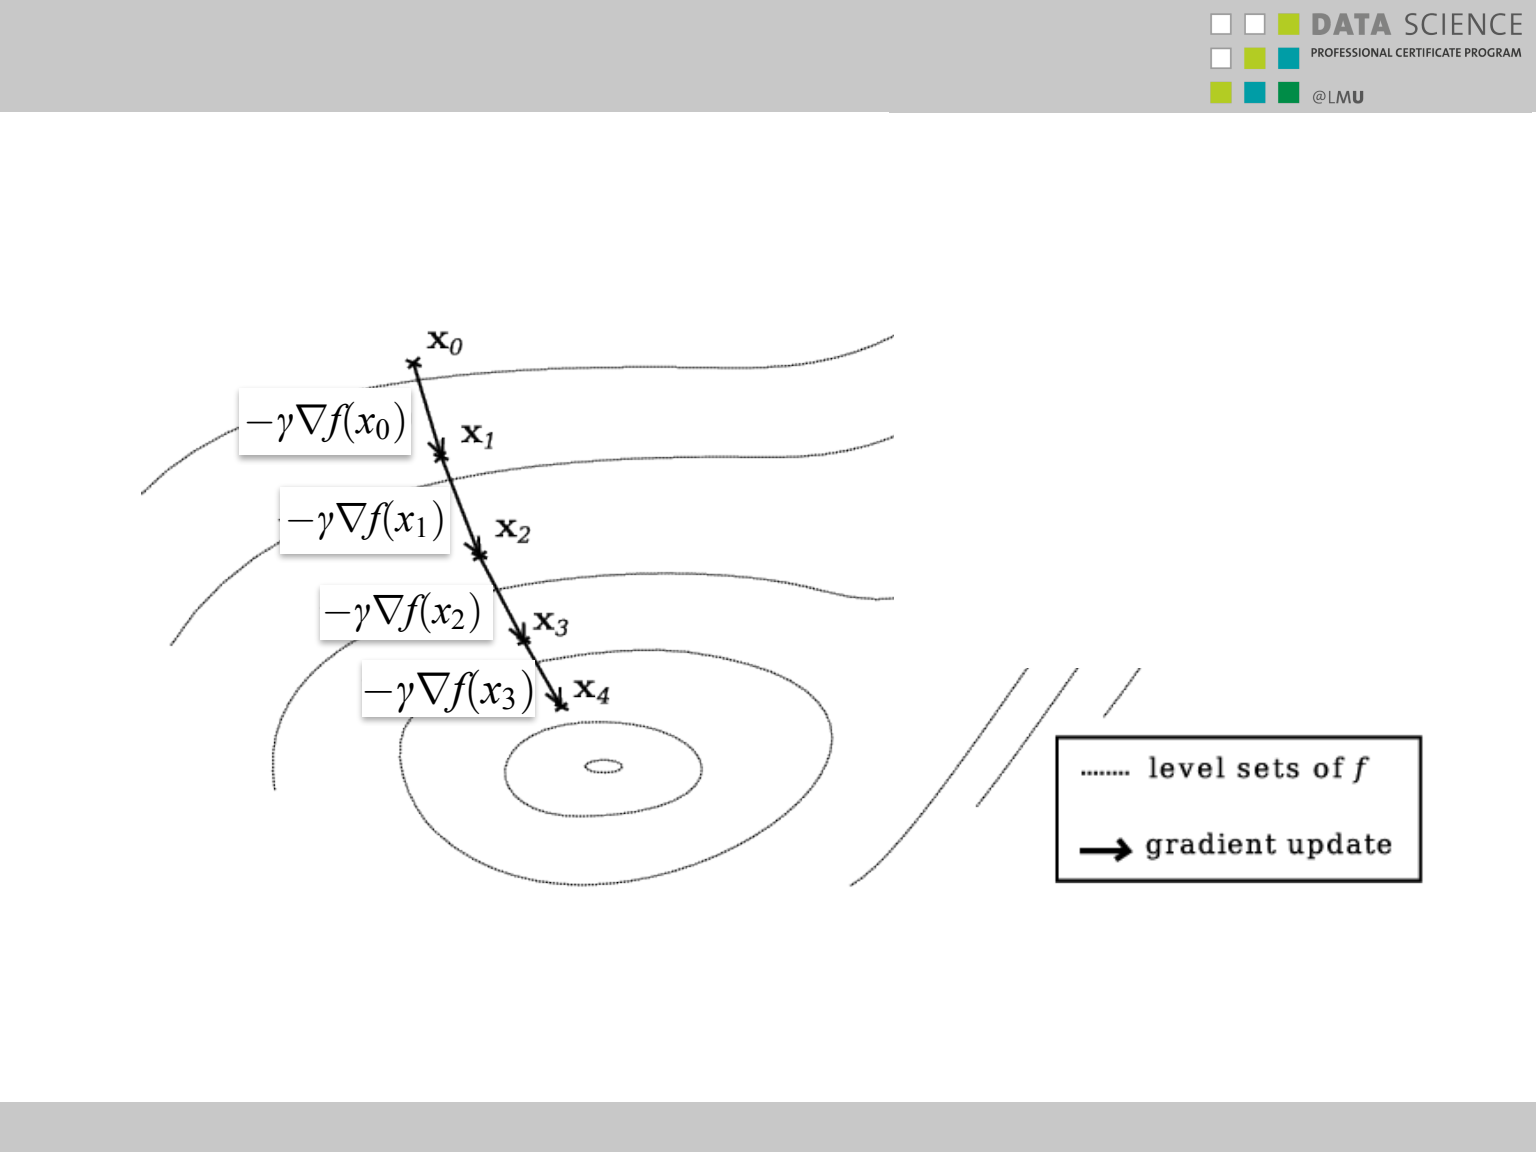 DATA SCIENCE
PROFESSIONAL CERTIFICATE PROGRAM
@LMU
x₀
−γ∇f(x₀)
x₁
−γ∇f(x₁)
x₂
−γ∇f(x₂)
x₃
−γ∇f(x₃)
x₄
level sets of f
gradient update